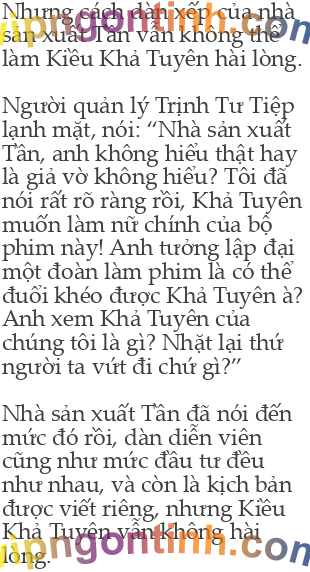 Nhưng cách dàn xếp của nhà
sản xuất Tần vẫn không thể
làm Kiều Khả Tuyên hài lòng.
Người quản lý Trịnh Tư Tiệp
lạnh mặt, nói: “Nhà sản xuất
Tần, anh không hiểu thật hay
là giả vờ không hiểu? Tôi đã
nói rất rõ ràng rồi, Khả Tuyên
muốn làm nữ chính của bộ
phim này! Anh tưởng lập đại
một đoàn làm phim là có thể
đuổi khéo được Khả Tuyên à?
Anh xem Khả Tuyên của
chúng tôi là gì? Nhặt lại thứ
người ta vứt đi chứ gì?”
Nhà sản xuất Tần đã nói đến
mức đó rồi, dàn diễn viên
cũng như mức đầu tư đều
như nhau, và còn là kịch bản
được viết riêng, nhưng Kiều
Khả Tuyên vẫn không hài
lòng.
vipngontinh.com
vipngontinh.com